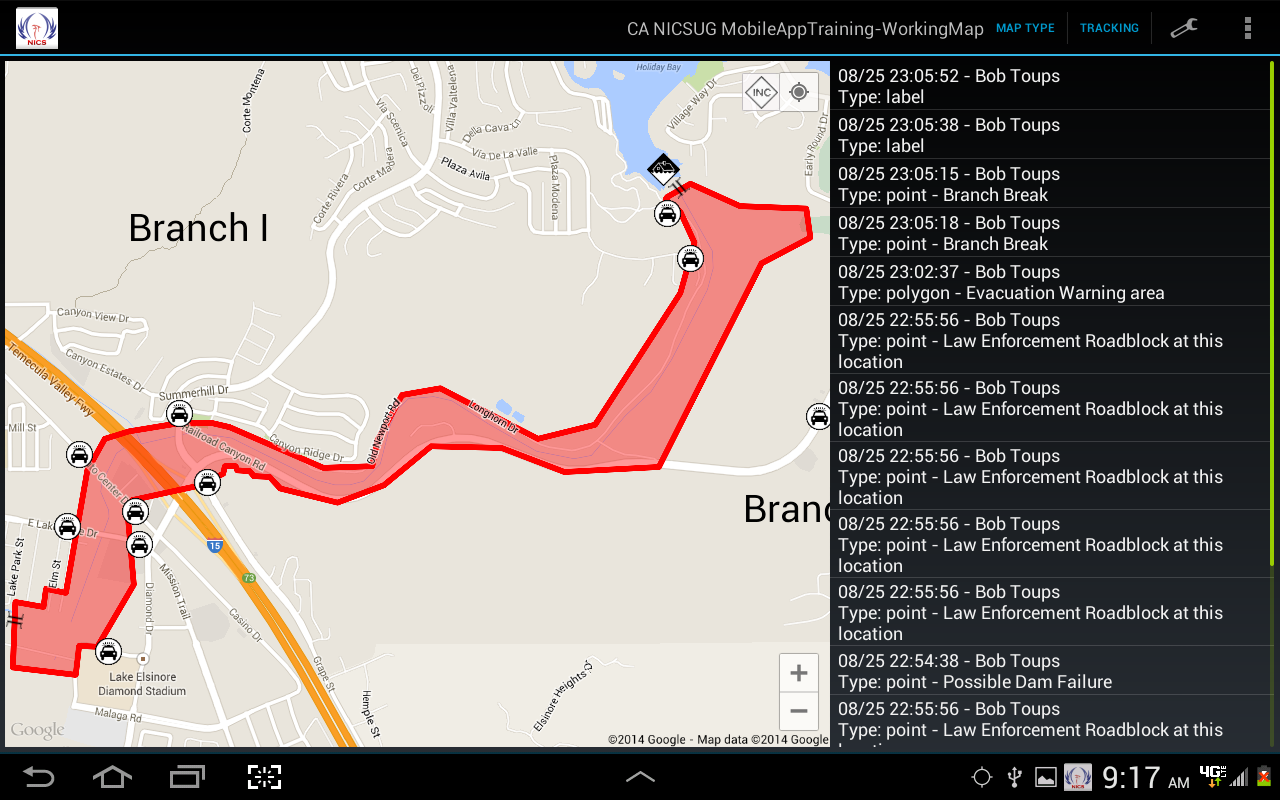 NICS
CA NICSUG MobileAppTraining-WorkingMap
MAP TYPE
TRACKING
Holiday Bay
INC
Village Way Dr
Early Round Dr
Corte Montena
Via Scenica
Del Pizzoli
Villa Valtelena
Della Cava Ln
Via De La Valle
Plaza Avila
Plaza Modena
Corte Rivera
Corte Madera
Branch I
Canyon View Dr
Canyon Estates Dr
Temecula Valley Fwy
Summerhill Dr
Mill St
Railroad Canyon Rd
Canyon Ridge Dr
Old Newport Rd
Longhorn Dr
Branc
E Lake Dr
15
73
Lake Park St
Elm St
Diamond Dr
Mission Trail
Casino Dr
Grape St
Hemple St
Elsinore Heights
Lake Elsinore
Diamond Stadium
Malaga Rd
Google
©2014 Google - Map data ©2014 Google
08/25 23:05:52 - Bob Toups
Type: label
08/25 23:05:38 - Bob Toups
Type: label
08/25 23:05:15 - Bob Toups
Type: point - Branch Break
08/25 23:05:18 - Bob Toups
Type: point - Branch Break
08/25 23:02:37 - Bob Toups
Type: polygon - Evacuation Warning area
08/25 22:55:56 - Bob Toups
Type: point - Law Enforcement Roadblock at this
location
08/25 22:55:56 - Bob Toups
Type: point - Law Enforcement Roadblock at this
location
08/25 22:55:56 - Bob Toups
Type: point - Law Enforcement Roadblock at this
location
08/25 22:55:56 - Bob Toups
Type: point - Law Enforcement Roadblock at this
location
08/25 22:55:56 - Bob Toups
Type: point - Law Enforcement Roadblock at this
location
08/25 22:54:38 - Bob Toups
Type: point - Possible Dam Failure
08/25 22:55:56 - Bob Toups
Type: point - Law Enforcement Roadblock at this
9:17 AM
4G LTE